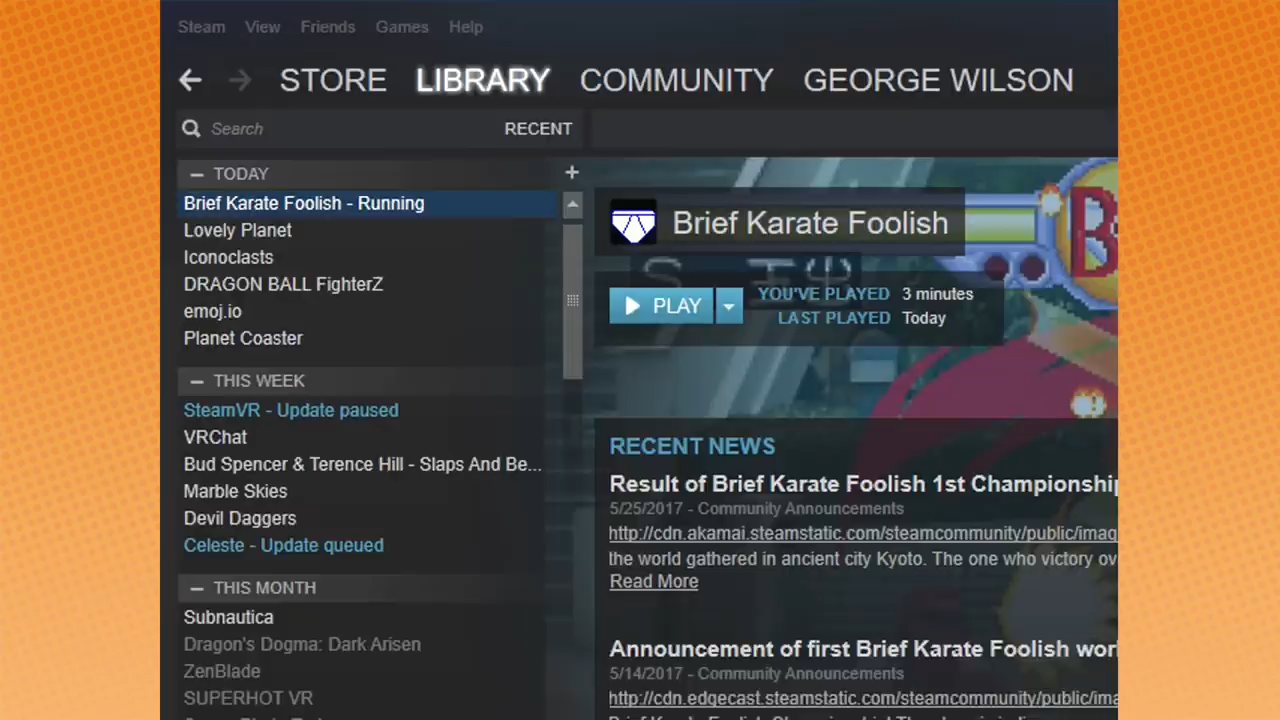 Steam View Friends Games Help
STORE LIBRARY COMMUNITY GEORGE WILSON
Search RECENT
— TODAY +
Brief Karate Foolish - Running
Lovely Planet
Iconoclasts
DRAGON BALL FighterZ
emoj.io
Planet Coaster
— THIS WEEK
SteamVR - Update paused
VRChat
Bud Spencer & Terence Hill - Slaps And Be...
Marble Skies
Devil Daggers
Celeste - Update queued
— THIS MONTH
Subnautica
Dragon's Dogma: Dark Arisen
ZenBlade
SUPERHOT VR
Brief Karate Foolish
PLAY
YOU'VE PLAYED 3 minutes
LAST PLAYED Today
RECENT NEWS
Result of Brief Karate Foolish 1st Championship
5/25/2017 - Community Announcements
http://cdn.akamai.steamstatic.com/steamcommunity/public/imag
the world gathered in ancient city Kyoto. The one who victory ov
Read More
Announcement of first Brief Karate Foolish wor
5/14/2017 - Community Announcements
http://cdn.edgecast.steamstatic.com/steamcommunity/public/ima